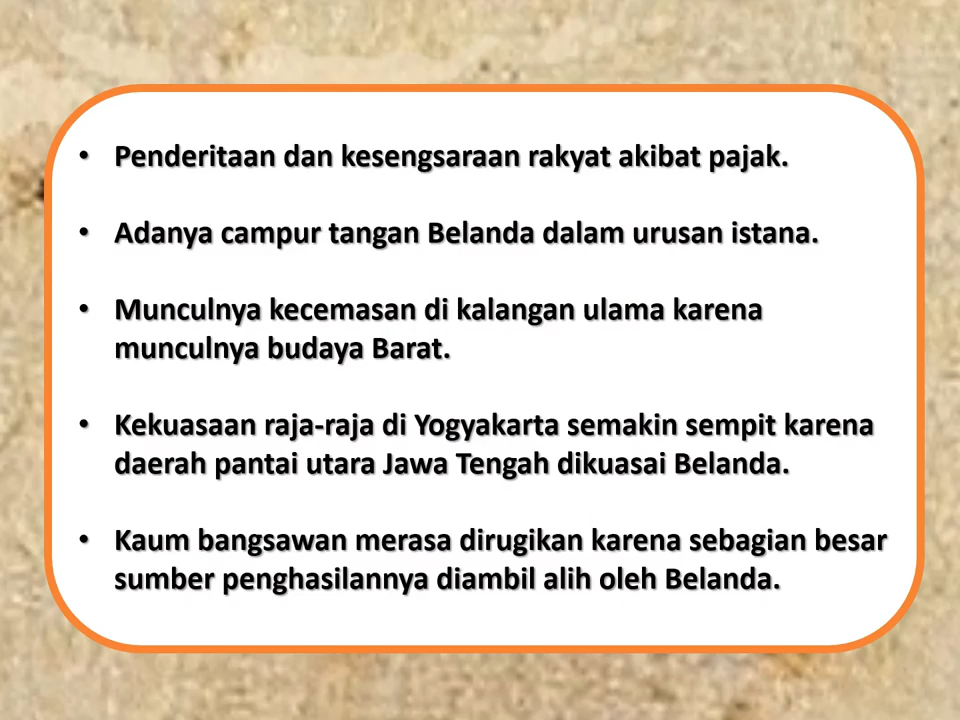 • Penderitaan dan kesengsaraan rakyat akibat pajak.
• Adanya campur tangan Belanda dalam urusan istana.
• Munculnya kecemasan di kalangan ulama karena
munculnya budaya Barat.
• Kekuasaan raja-raja di Yogyakarta semakin sempit karena
daerah pantai utara Jawa Tengah dikuasai Belanda.
• Kaum bangsawan merasa dirugikan karena sebagian besar
sumber penghasilannya diambil alih oleh Belanda.